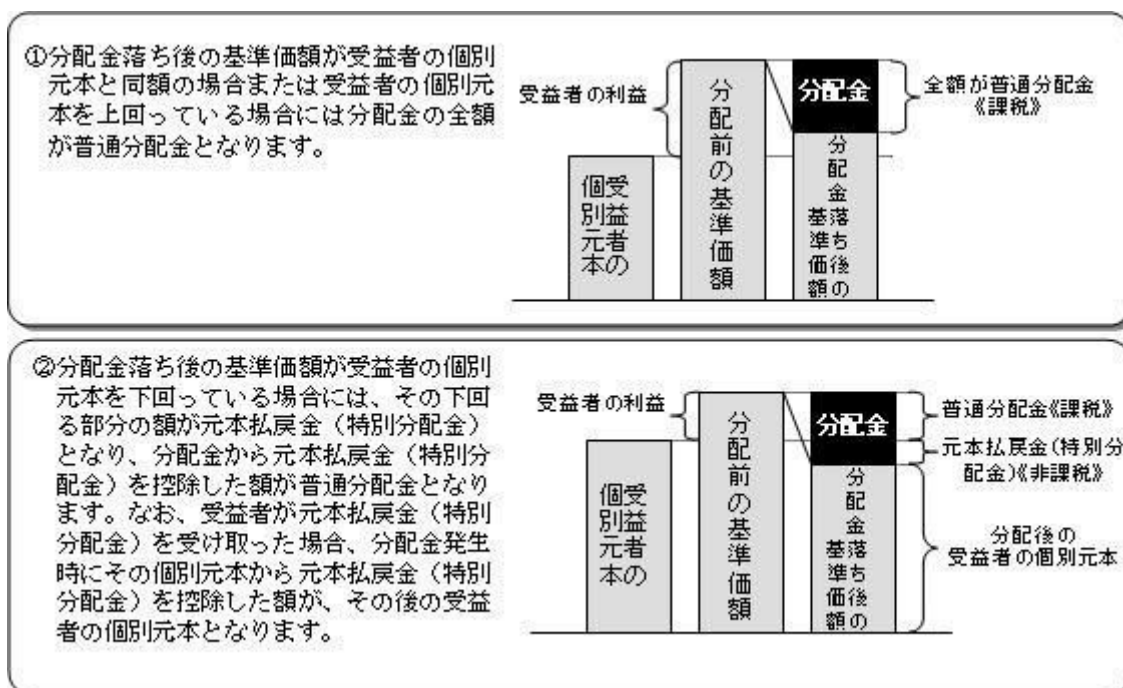 ①分配金落ち後の基準価額が受益者の個別
元本と同額の場合または受益者の個別元
本を上回っている場合には分配金の全額
が普通分配金となります。
受益者の利益
受益者の
個別元本
分配前の基準価額
分配金
分配金落ち後の
基準価額
全額が普通分配金
《課税》
②分配金落ち後の基準価額が受益者の個別
元本を下回っている場合には、その下回
る部分の額が元本払戻金（特別分配金）
となり、分配金から元本払戻金（特別分
配金）を控除した額が普通分配金となり
ます。なお、受益者が元本払戻金（特別
分配金）を受け取った場合、分配金発生
時にその個別元本から元本払戻金（特別
分配金）を控除した額が、その後の受益
者の個別元本となります。
受益者の利益
受益者の
個別元本
分配前の基準価額
分配金
分配金落ち後の
基準価額
普通分配金《課税》
元本払戻金(特別分
配金)《非課税》
分配後の
受益者の個別元本